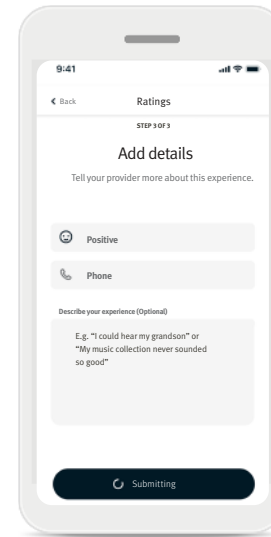 9:41
Back Ratings
STEP 3 OF 3
Add details
Tell your provider more about this experience.
Positive
Phone
Describe your experience (Optional)
E.g. “I could hear my grandson” or
“My music collection never sounded
so good”
Submitting